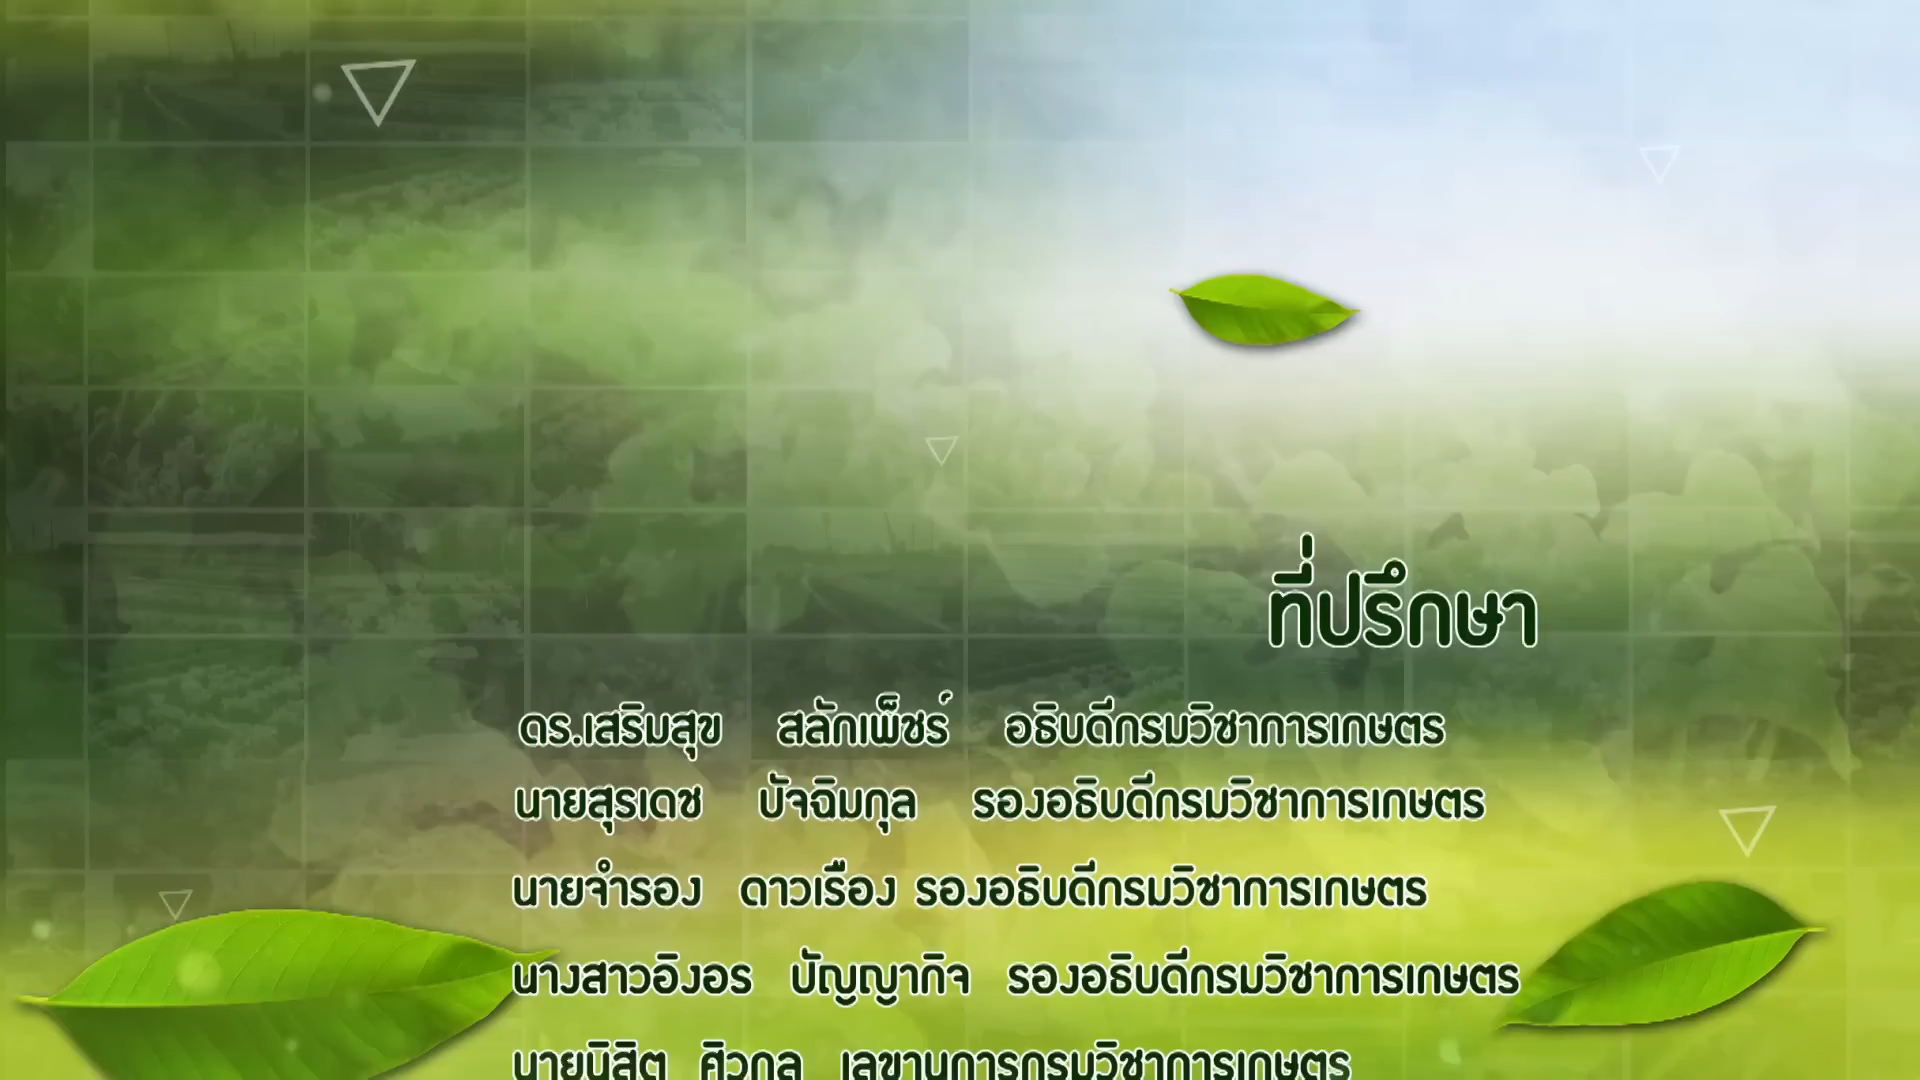 ที่ปรึกษา
ดร.เสริมสุข สลักเพ็ชร์ อธิบดีกรมวิชาการเกษตร
นายสุรเดช ปัจฉิมกุล รองอธิบดีกรมวิชาการเกษตร
นายจำรอง ดาวเรือง รองอธิบดีกรมวิชาการเกษตร
นางสาวอิงอร ปัญญากิจ รองอธิบดีกรมวิชาการเกษตร
นายนิสิต ศิวกุล เลขานุการกรมวิชาการเกษตร